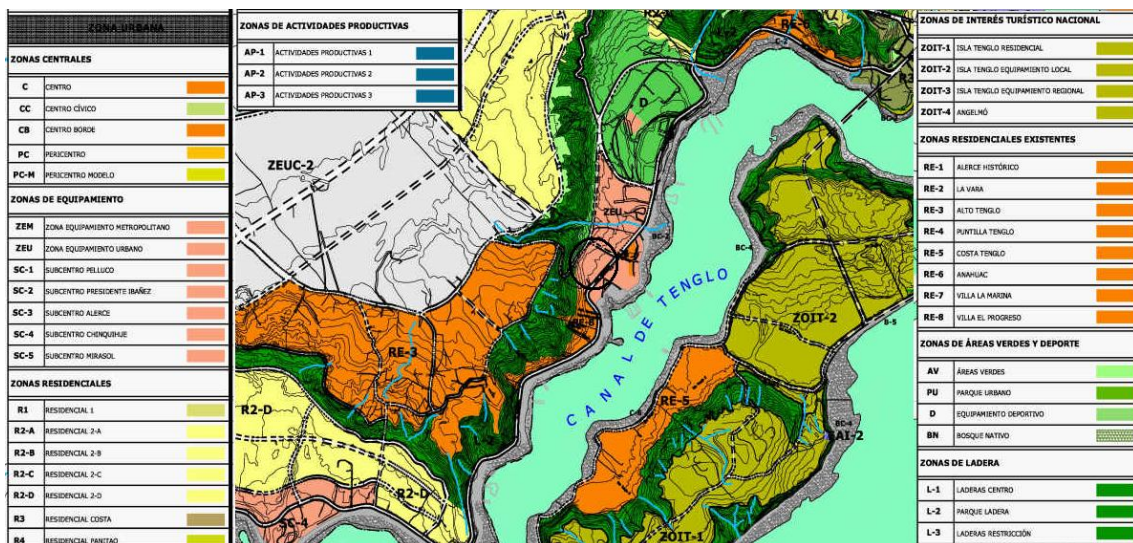 ZONA URBANA
ZONAS CENTRALES
C CENTRO
CC CENTRO CÍVICO
CB CENTRO BORDE
PC PERICENTRO
PC-M PERICENTRO MODELO
ZONAS DE EQUIPAMIENTO
ZEM ZONA EQUIPAMIENTO METROPOLITANO
ZEU ZONA EQUIPAMIENTO URBANO
SC-1 SUBCENTRO PELLUCO
SC-2 SUBCENTRO PRESIDENTE IBAÑEZ
SC-3 SUBCENTRO ALERCE
SC-4 SUBCENTRO CHINQUIHUE
SC-5 SUBCENTRO MIRASOL
ZONAS RESIDENCIALES
R1 RESIDENCIAL 1
R2-A RESIDENCIAL 2-A
R2-B RESIDENCIAL 2-B
R2-C RESIDENCIAL 2-C
R2-D RESIDENCIAL 2-D
R3 RESIDENCIAL COSTA
R4 RESIDENCIAL PANITAO
ZONAS DE ACTIVIDADES PRODUCTIVAS
AP-1 ACTIVIDADES PRODUCTIVAS 1
AP-2 ACTIVIDADES PRODUCTIVAS 2
AP-3 ACTIVIDADES PRODUCTIVAS 3
RE-6
D
ZEUC-2
ZEU
BC-4
CANAL DE TENGLO
ZOIT-2
B-5
RE-3
RE-5
R2-D
BC-4
R2-D
SC-4
ZOIT-1
ZONAS DE INTERÉS TURÍSTICO NACIONAL
ZOIT-1 ISLA TENGLO RESIDENCIAL
ZOIT-2 ISLA TENGLO EQUIPAMIENTO LOCAL
ZOIT-3 ISLA TENGLO EQUIPAMIENTO REGIONAL
ZOIT-4 ANGELMÓ
ZONAS RESIDENCIALES EXISTENTES
RE-1 ALERCE HISTÓRICO
RE-2 LA VARA
RE-3 ALTO TENGLO
RE-4 PUNTILLA TENGLO
RE-5 COSTA TENGLO
RE-6 ANAHUAC
RE-7 VILLA LA MARINA
RE-8 VILLA EL PROGRESO
ZONAS DE ÁREAS VERDES Y DEPORTE
AV ÁREAS VERDES
PU PARQUE URBANO
D EQUIPAMIENTO DEPORTIVO
BN BOSQUE NATIVO
ZONAS DE LADERA
L-1 LADERAS CENTRO
L-2 PARQUE LADERA
L-3 LADERAS RESTRICCIÓN